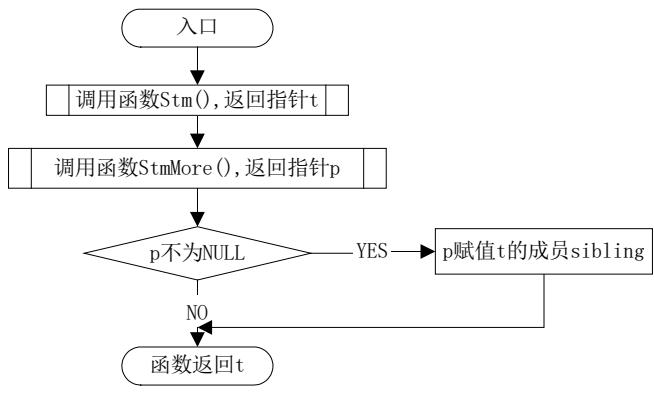 入口
调用函数Stm(),返回指针t
调用函数StmMore(),返回指针p
p不为NULL
YES
p赋值t的成员sibling
NO
函数返回t